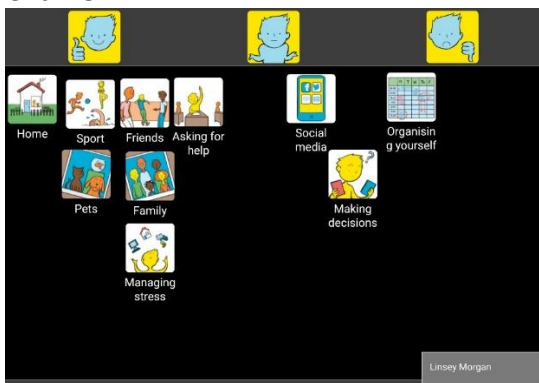 Home
Sport
Friends
Asking for
help
Social
media
Organisin
g yourself
Pets
Family
Making
decisions
Managing
stress
Linsey Morgan